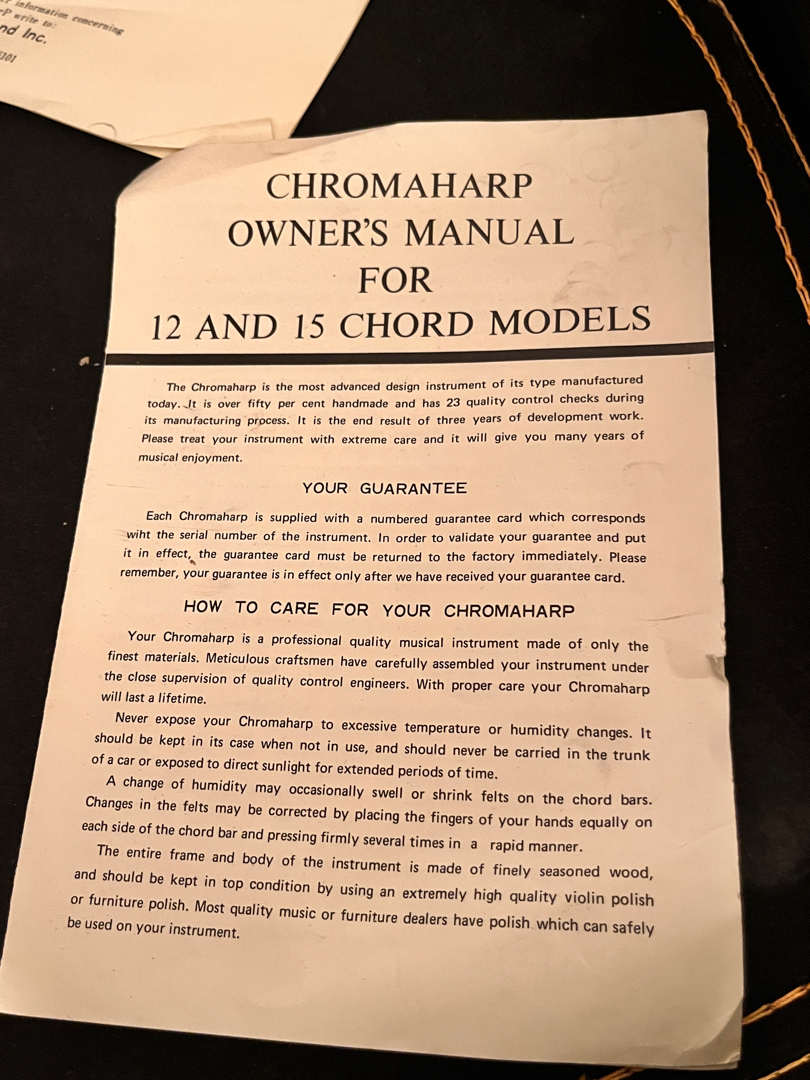 information concerning
write to:
nd Inc.
CHROMAHARP
OWNER'S MANUAL
FOR
12 AND 15 CHORD MODELS
The Chromaharp is the most advanced design instrument of its type manufactured
today. It is over fifty per cent handmade and has 23 quality control checks during
its manufacturing process. It is the end result of three years of development work.
Please treat your instrument with extreme care and it will give you many years of
musical enjoyment.
YOUR GUARANTEE
Each Chromaharp is supplied with a numbered guarantee card which corresponds
wiht the serial number of the instrument. In order to validate your guarantee and put
it in effect, the guarantee card must be returned to the factory immediately. Please
remember, your guarantee is in effect only after we have received your guarantee card.
HOW TO CARE FOR YOUR CHROMAHARP
Your Chromaharp is a professional quality musical instrument made of only the
finest materials. Meticulous craftsmen have carefully assembled your instrument under
the close supervision of quality control engineers. With proper care your Chromaharp
will last a lifetime.
Never expose your Chromaharp to excessive temperature or humidity changes. It
should be kept in its case when not in use, and should never be carried in the trunk
of a car or exposed to direct sunlight for extended periods of time.
A change of humidity may occasionally swell or shrink felts on the chord bars.
Changes in the felts may be corrected by placing the fingers of your hands equally on
each side of the chord bar and pressing firmly several times in a rapid manner.
The entire frame and body of the instrument is made of finely seasoned wood,
and should be kept in top condition by using an extremely high quality violin polish
or furniture polish. Most quality music or furniture dealers have polish which can safely
be used on your instrument.